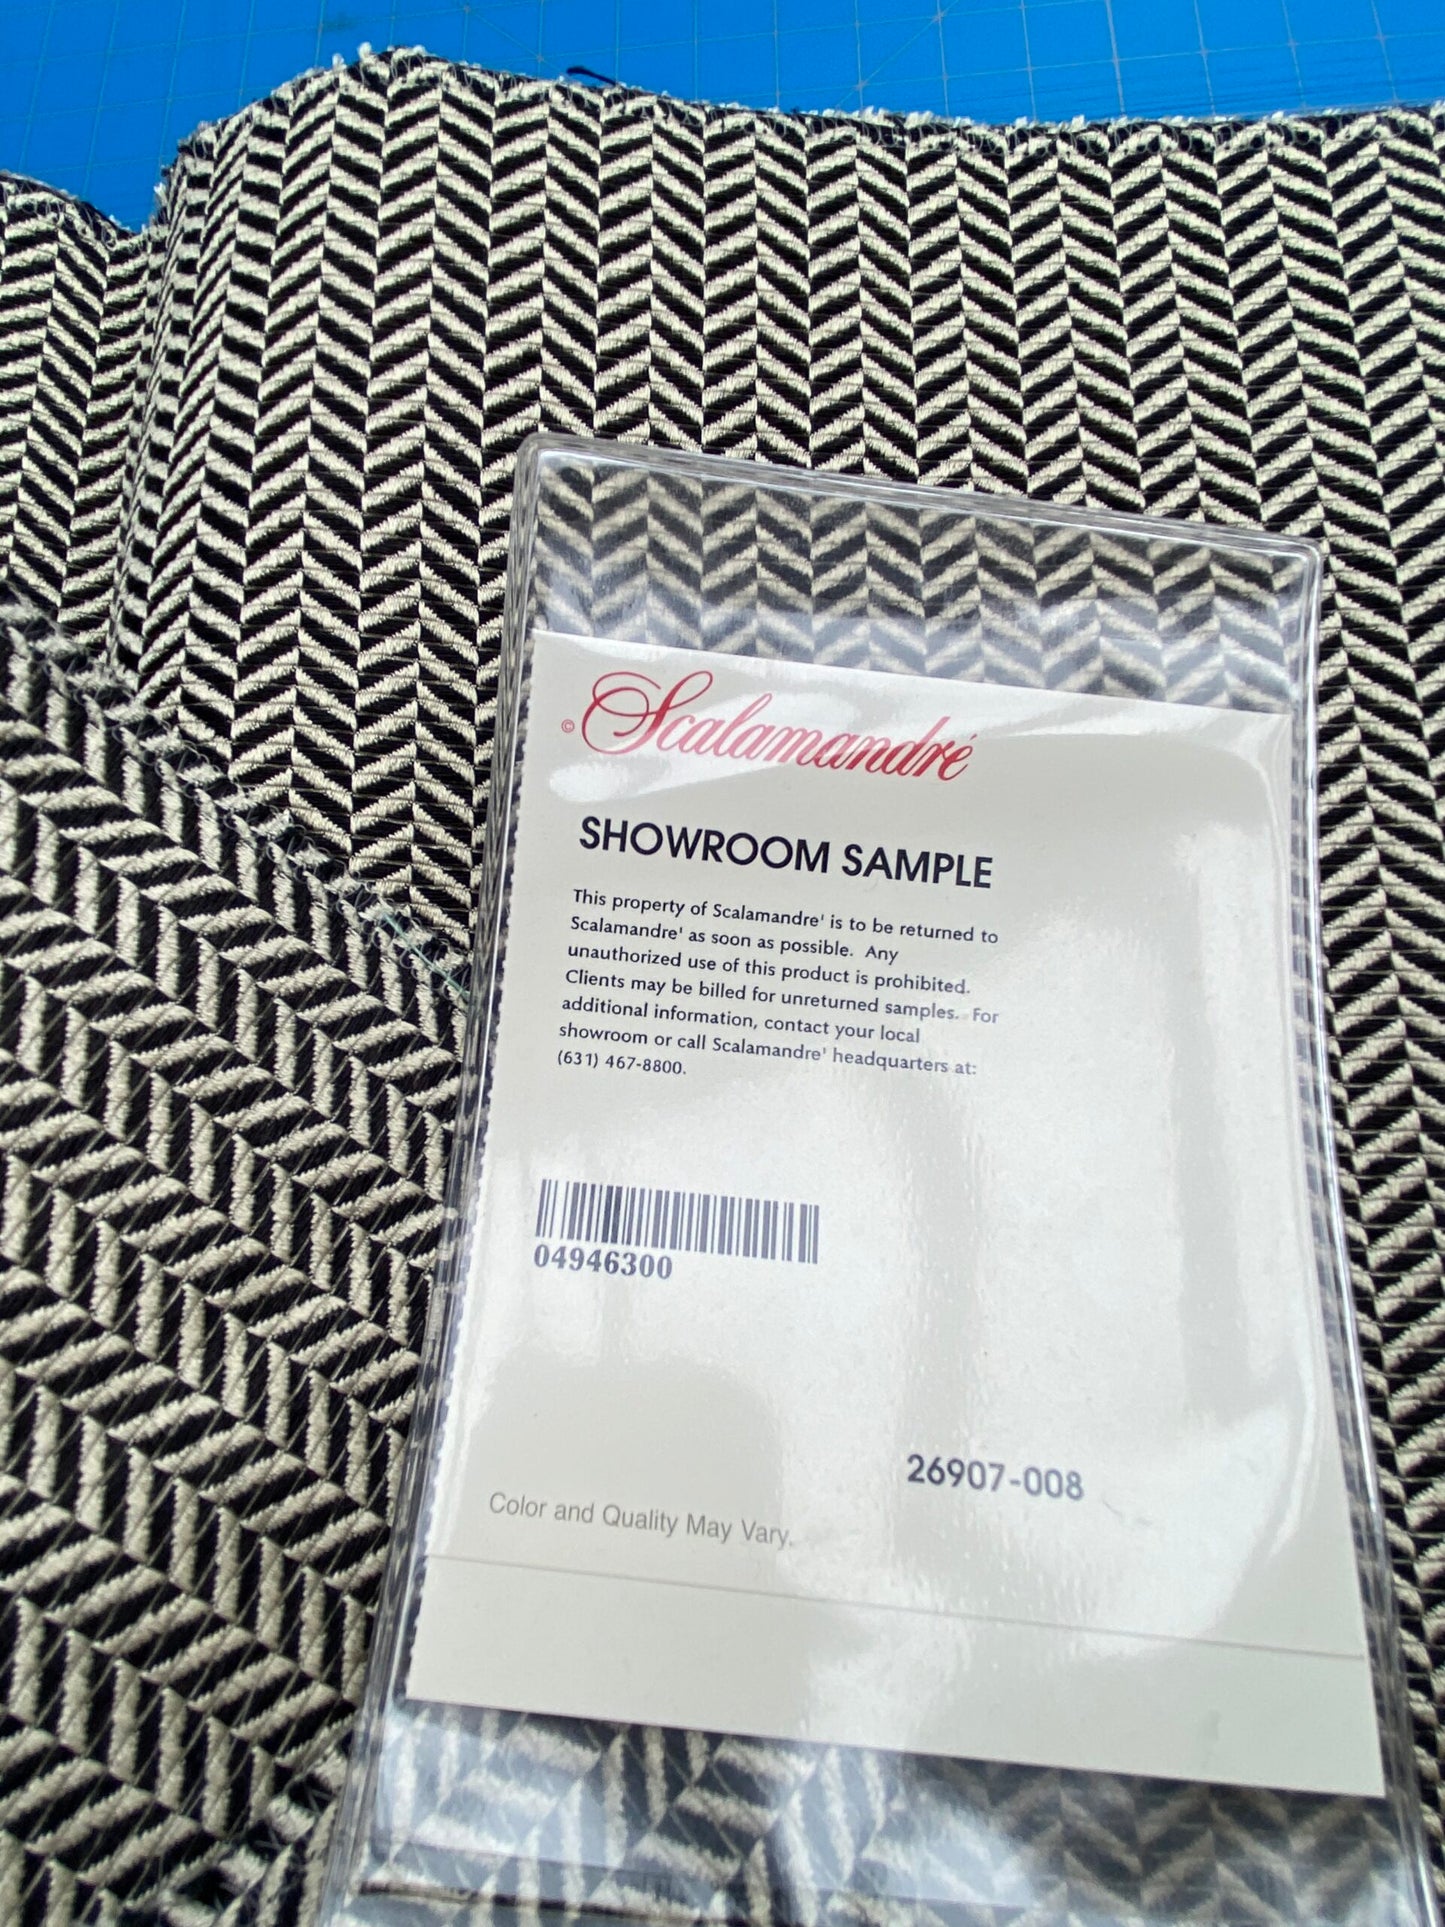 © Scalamandré
SHOWROOM SAMPLE
This property of Scalamandre' is to be returned to
Scalamandre' as soon as possible.  Any
unauthorized use of this product is prohibited.
Clients may be billed for unreturned samples.  For
additional information, contact your local
showroom or call Scalamandre' headquarters at:
(631) 467-8800.
04946300
26907-008
Color and Quality May Vary.